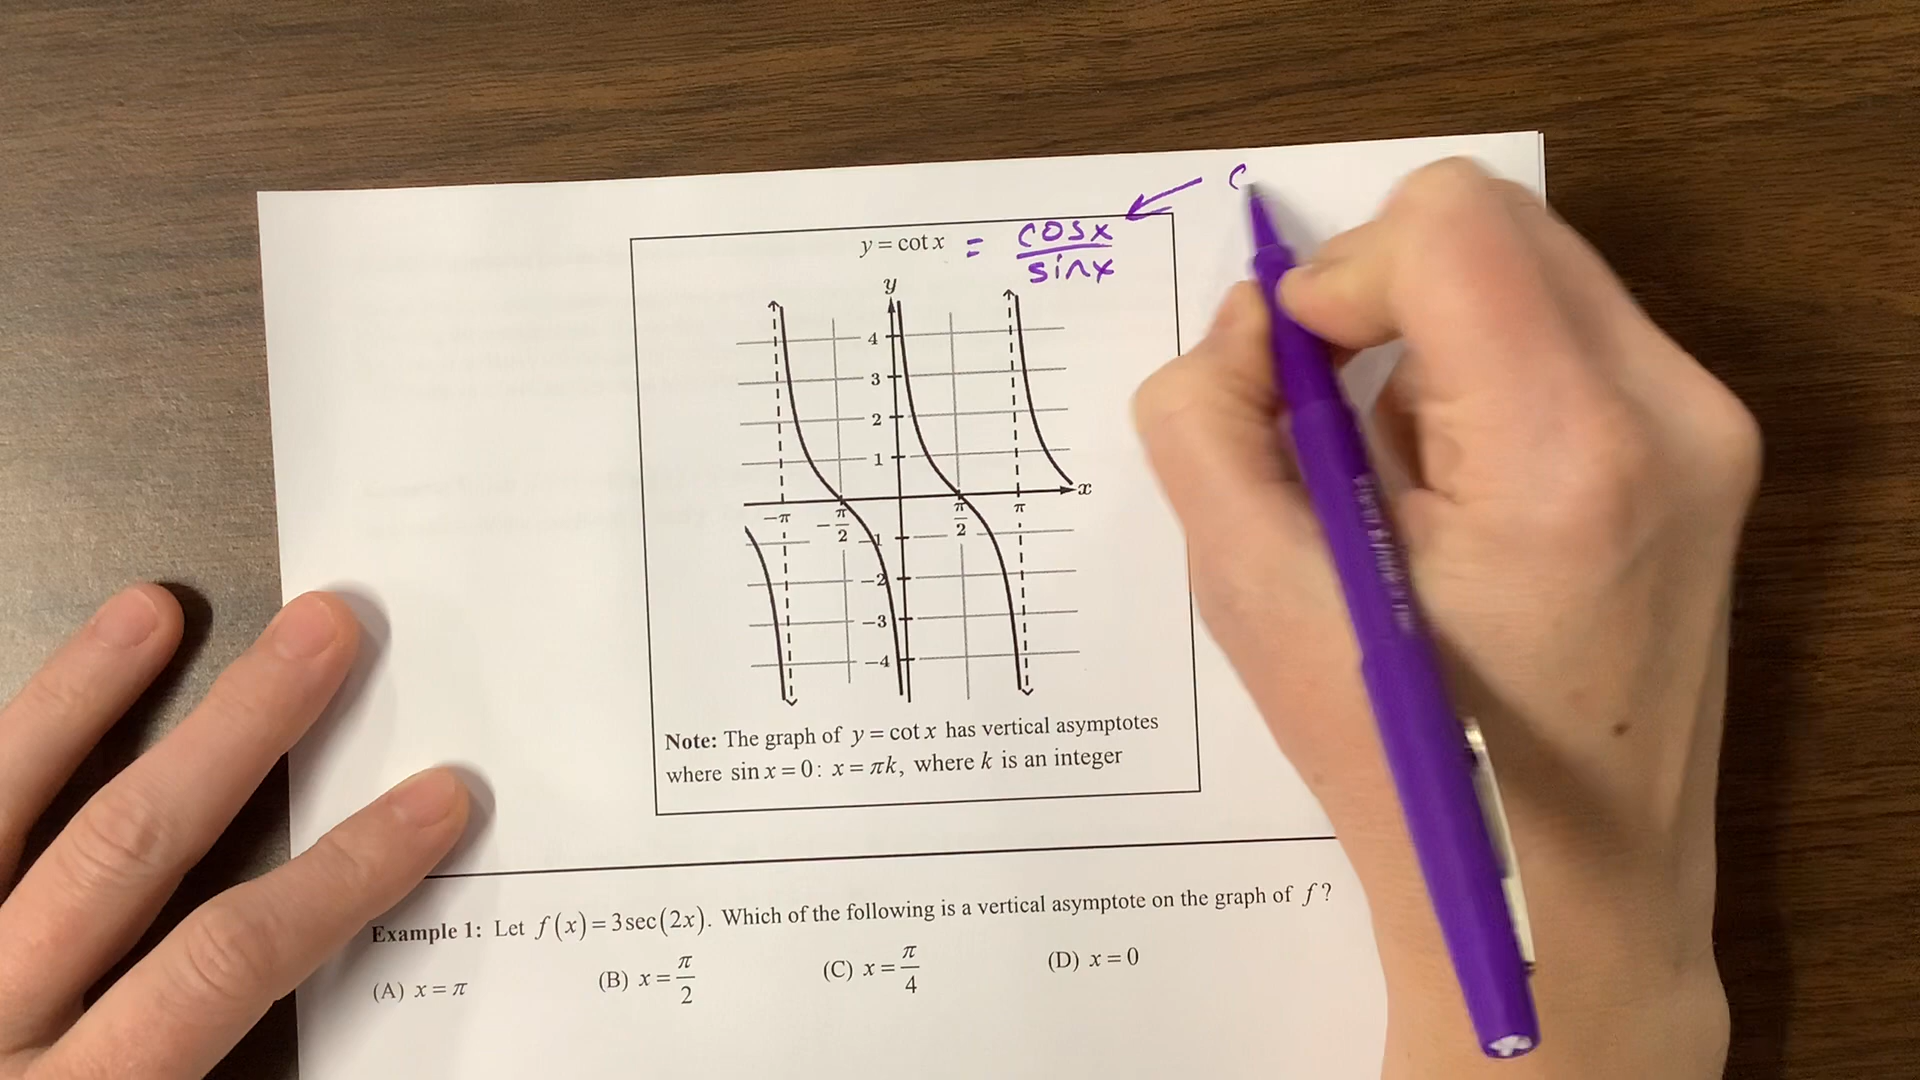 y = cot x = cosx / sinx
y
4
3
2
1
x
−π
−π/2
π/2
π
−1
−2
−3
−4
Note: The graph of y = cot x has vertical asymptotes
where sin x = 0: x = πk, where k is an integer
Example 1: Let f(x) = 3 sec(2x). Which of the following is a vertical asymptote on the graph of f?
(A) x = π (B) x = π/2 (C) x = π/4 (D) x = 0